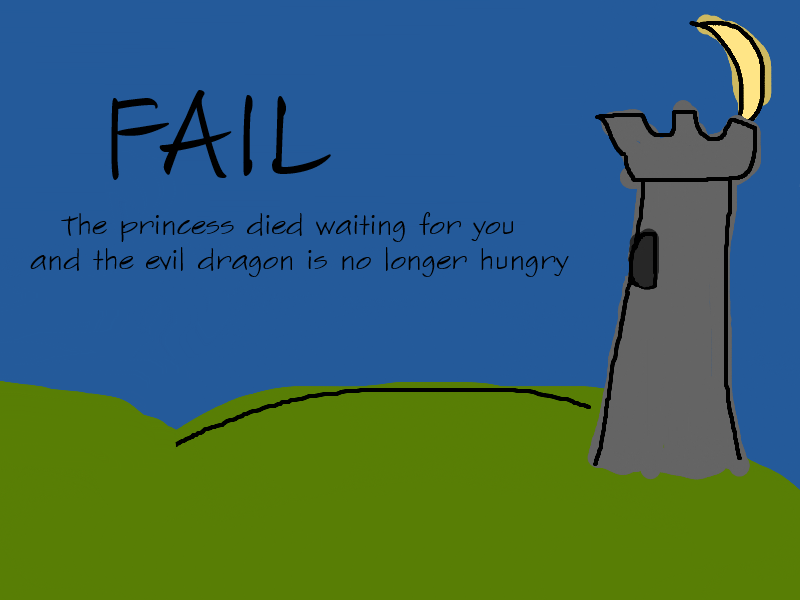 FAIL
The princess died waiting for you
and the evil dragon is no longer hungry